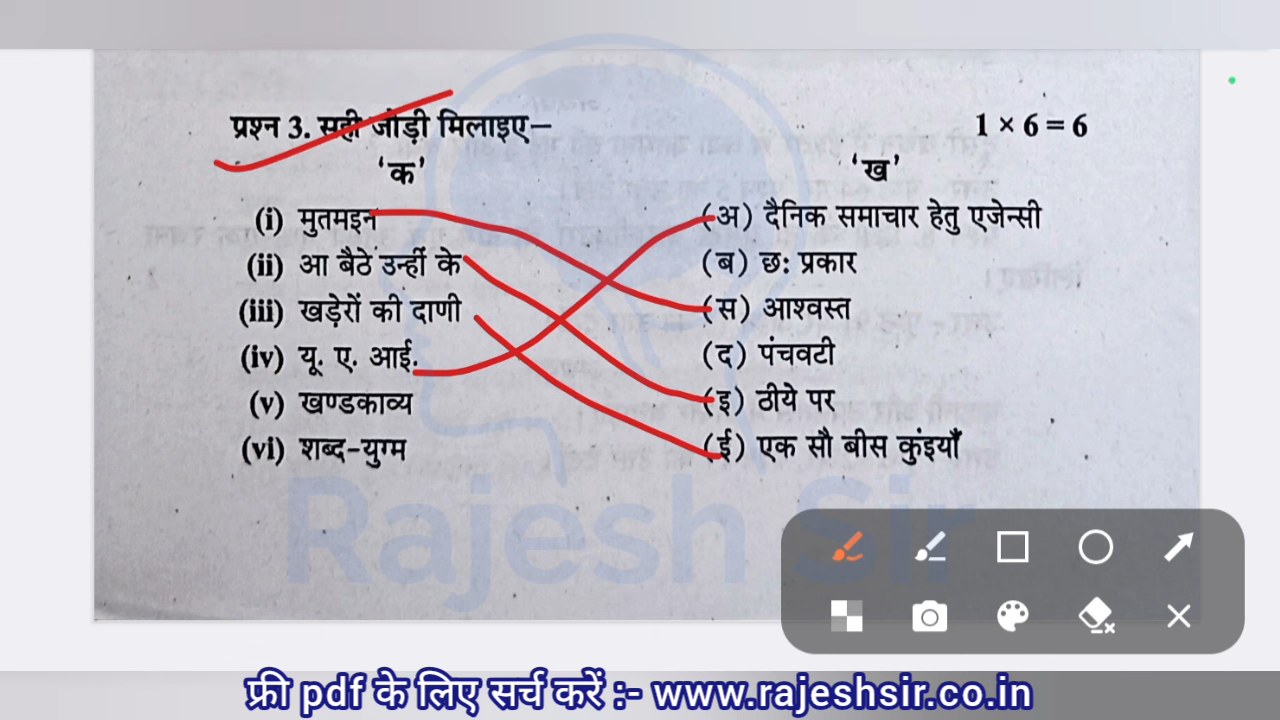 प्रश्न 3. सही जोड़ी मिलाइए– 1 × 6 = 6
‘क’ ‘ख’
(i) मुतमइन (अ) दैनिक समाचार हेतु एजेन्सी
(ii) आ बैठे उन्हीं के (ब) छः प्रकार
(iii) खड़ेरों की दाणी (स) आश्वस्त
(iv) यू. ए. आई. (द) पंचवटी
(v) खण्डकाव्य (इ) ठीये पर
(vi) शब्द-युग्म (ई) एक सौ बीस कुंइयाँ
Rajesh Sir
फ्री pdf के लिए सर्च करें :- www.rajeshsir.co.in